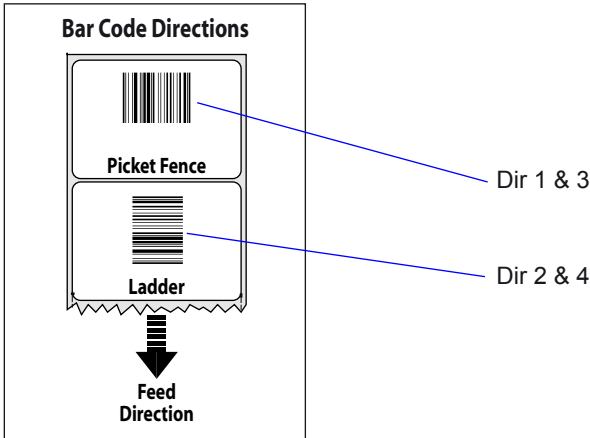 Bar Code Directions
Picket Fence
Dir 1 & 3
Ladder
Dir 2 & 4
Feed
Direction